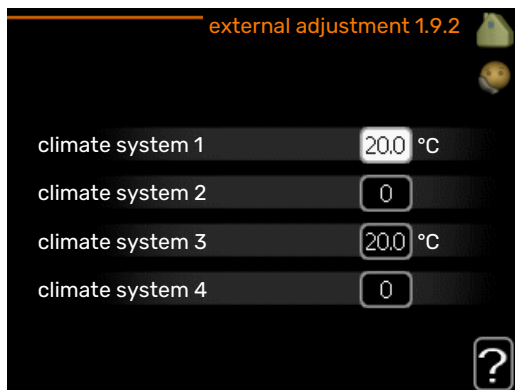 external adjustment 1.9.2
climate system 1 20.0 °C
climate system 2 0
climate system 3 20.0 °C
climate system 4 0
?